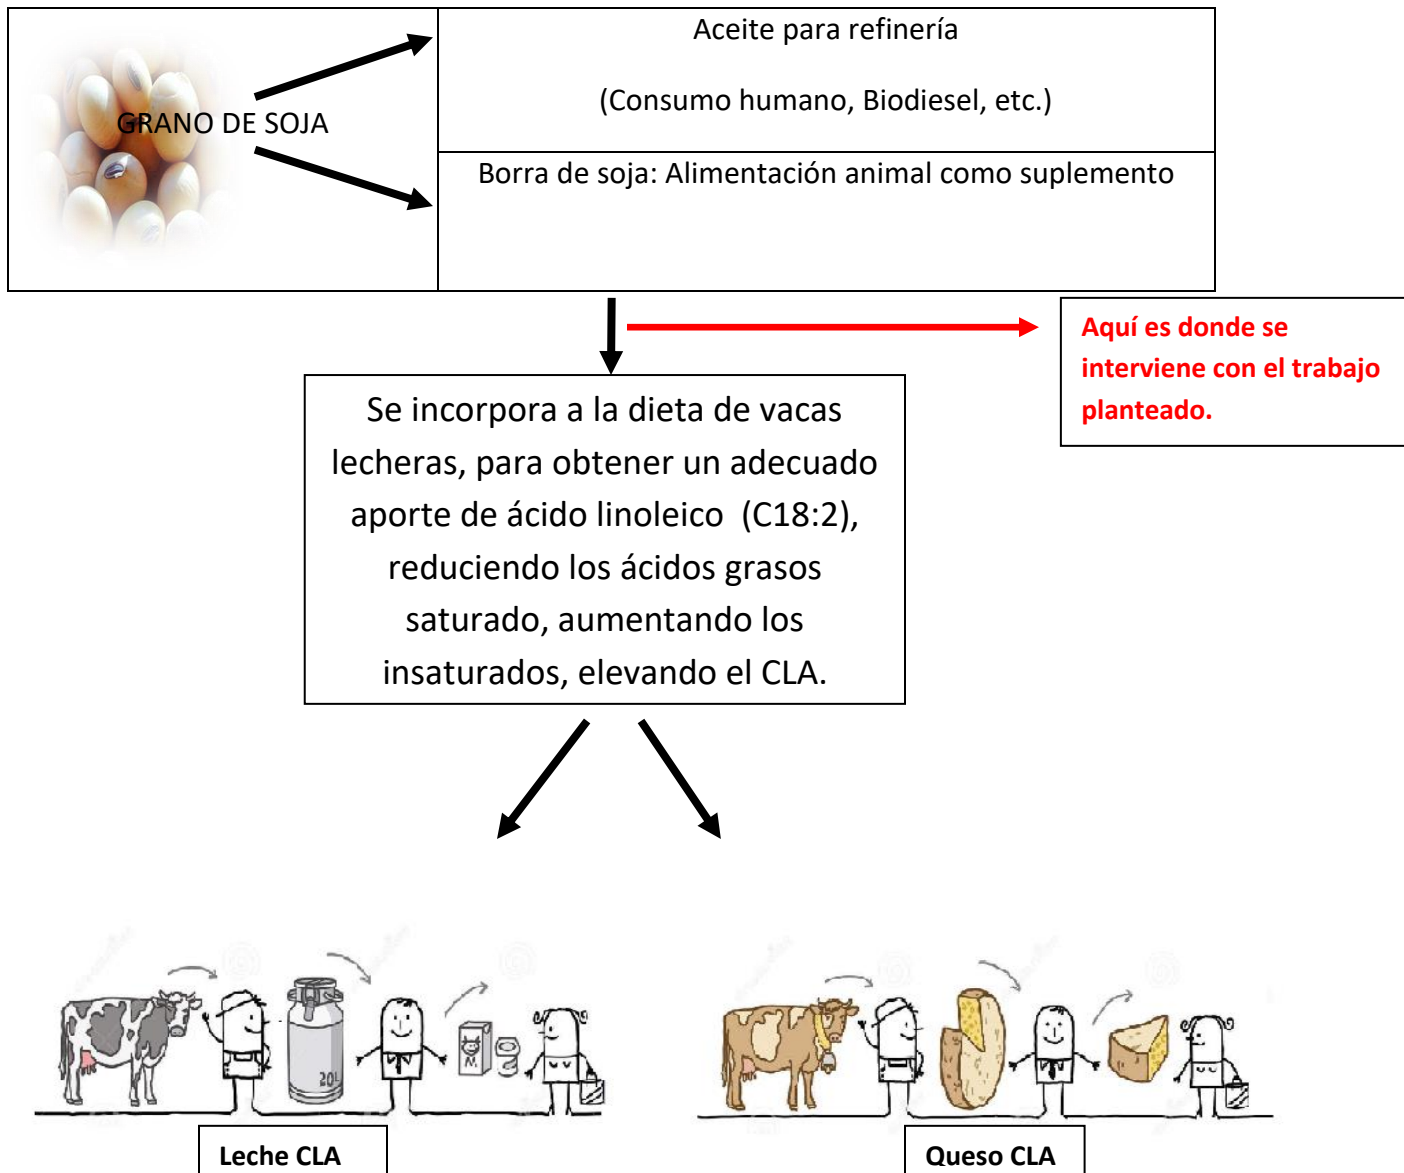 Aceite para refinería
(Consumo humano, Biodiesel, etc.)
GRANO DE SOJA
Borra de soja: Alimentación animal como suplemento
Aquí es donde se
interviene con el trabajo
planteado.
Se incorpora a la dieta de vacas
lecheras, para obtener un adecuado
aporte de ácido linoleico  (C18:2),
reduciendo los ácidos grasos
saturado, aumentando los
insaturados, elevando el CLA.
20L
Leche CLA
Queso CLA